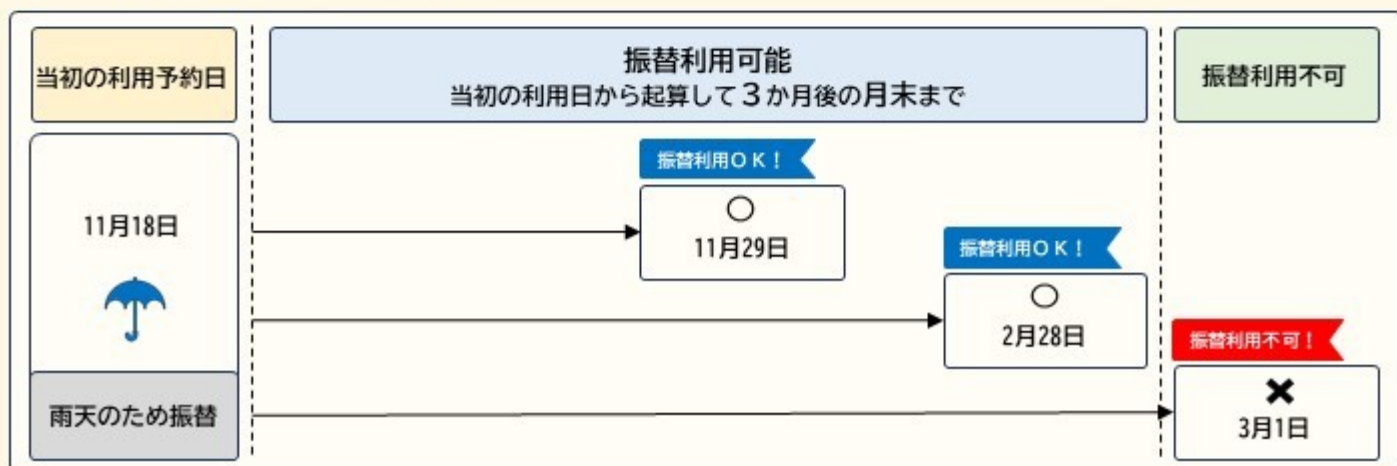 当初の利用予約日
振替利用可能
当初の利用日から起算して３か月後の月末まで
振替利用不可
振替利用ＯＫ！
○
11月29日
11月18日
振替利用ＯＫ！
○
2月28日
振替利用不可！
✖
3月1日
雨天のため振替